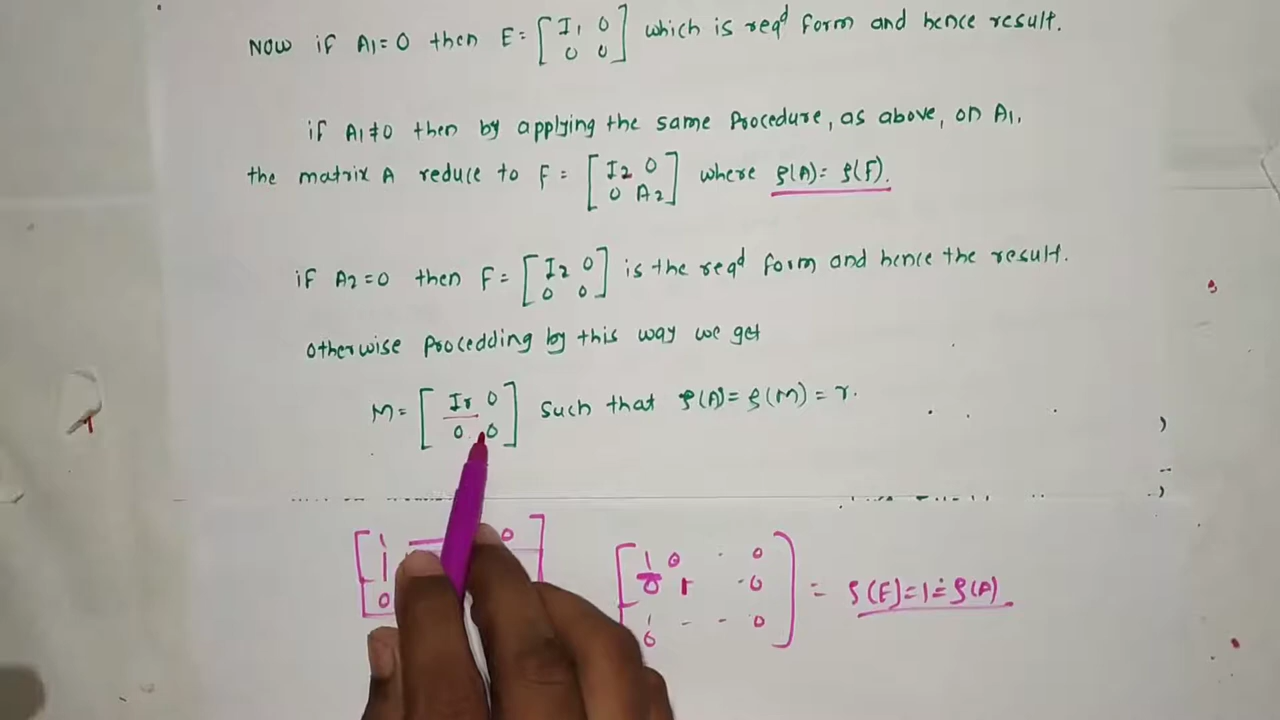 Now if A₁=0 then E = [I₁ 0 0 0] which is reqd form and hence result.
if A₁≠0 then by applying the same Procedure, as above, on A₁,
the matrix A reduce to F = [I₂ 0 0 A₂] where ρ(A) = ρ(F).
if A₂=0 then F = [I₂ 0 0 0] is the reqd form and hence the result.
otherwise Procedding by this way we get
M = [Ir 0 0 0] Such that ρ(A) = ρ(M) = r.